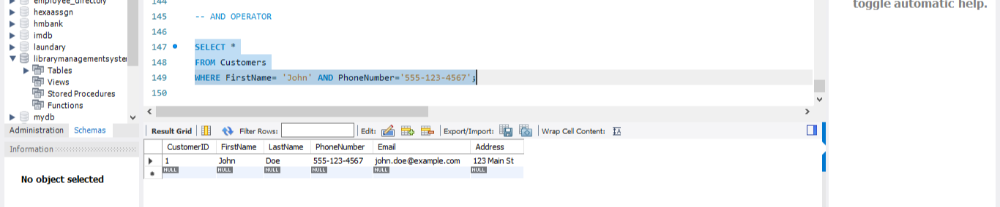 employee_directory
hexaassgn
hmbank
imdb
laundary
librarymanagementsyste
Tables
Views
Stored Procedures
Functions
mydb
Administration Schemas
Information
No object selected
144
145 -- AND OPERATOR
146
147 SELECT *
148 FROM Customers
149 WHERE FirstName= 'John' AND PhoneNumber='555-123-4567';
150
Result Grid Filter Rows: Edit: Export/Import: Wrap Cell Content:
CustomerID FirstName LastName PhoneNumber Email Address
1 John Doe 555-123-4567 john.doe@example.com 123 Main St
NULL NULL NULL NULL NULL NULL
toggle automatic help.